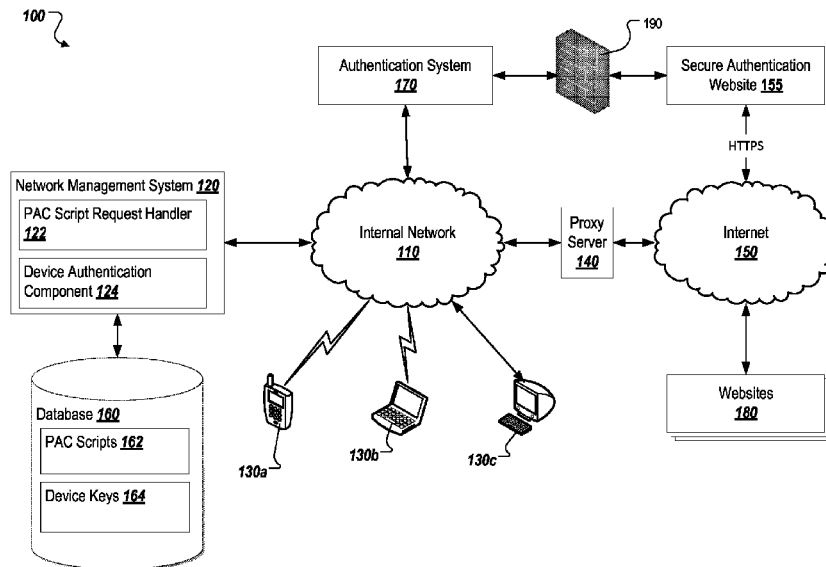 100
190
Authentication System
170
Secure Authentication
Website 155
HTTPS
Network Management System 120
PAC Script Request Handler
122
Device Authentication
Component 124
Internal Network
110
Proxy
Server
140
Internet
150
Database 160
PAC Scripts 162
Device Keys 164
130a
130b
130c
Websites
180